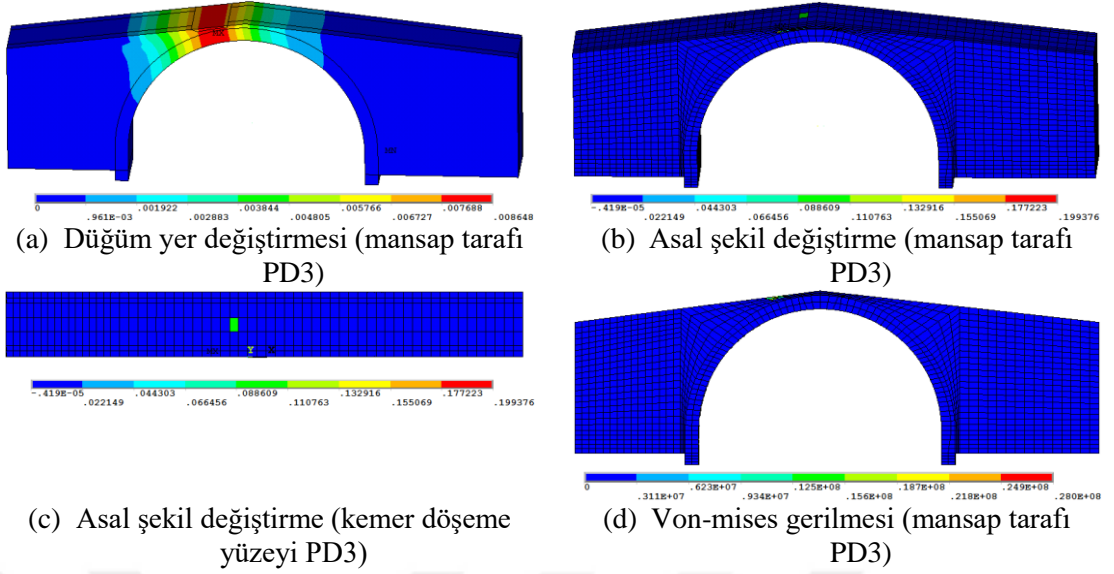 MX
MN
0 .961E-03 .001922 .002883 .003844 .004805 .005766 .006727 .007688 .008648
(a) Düğüm yer değiştirmesi (mansap tarafı
PD3)
-.419E-05 .022149 .044303 .066456 .088609 .110763 .132916 .155069 .177223 .199376
(b) Asal şekil değiştirme (mansap tarafı
PD3)
Y X
-.419E-05 .022149 .044303 .066456 .088609 .110763 .132916 .155069 .177223 .199376
(c) Asal şekil değiştirme (kemer döşeme
yüzeyi PD3)
0 .311E+07 .623E+07 .934E+07 .125E+08 .156E+08 .187E+08 .218E+08 .249E+08 .280E+08
(d) Von-mises gerilmesi (mansap tarafı
PD3)